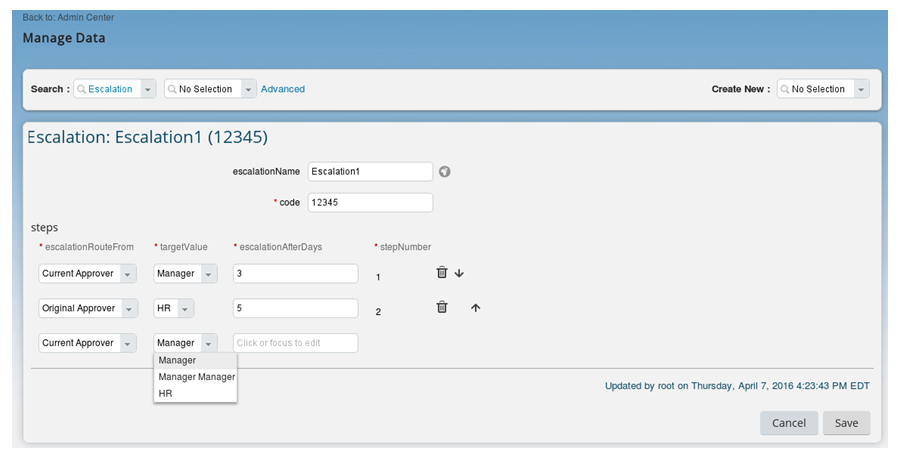 Back to: Admin Center
Manage Data
Search : Escalation No Selection Advanced Create New : No Selection
Escalation: Escalation1 (12345)
escalationName Escalation1
* code 12345
steps
* escalationRouteFrom * targetValue * escalationAfterDays * stepNumber
Current Approver Manager 3 1
Original Approver HR 5 2
Current Approver Manager Click or focus to edit
Manager
Manager Manager
HR
Updated by root on Thursday, April 7, 2016 4:23:43 PM EDT
Cancel Save